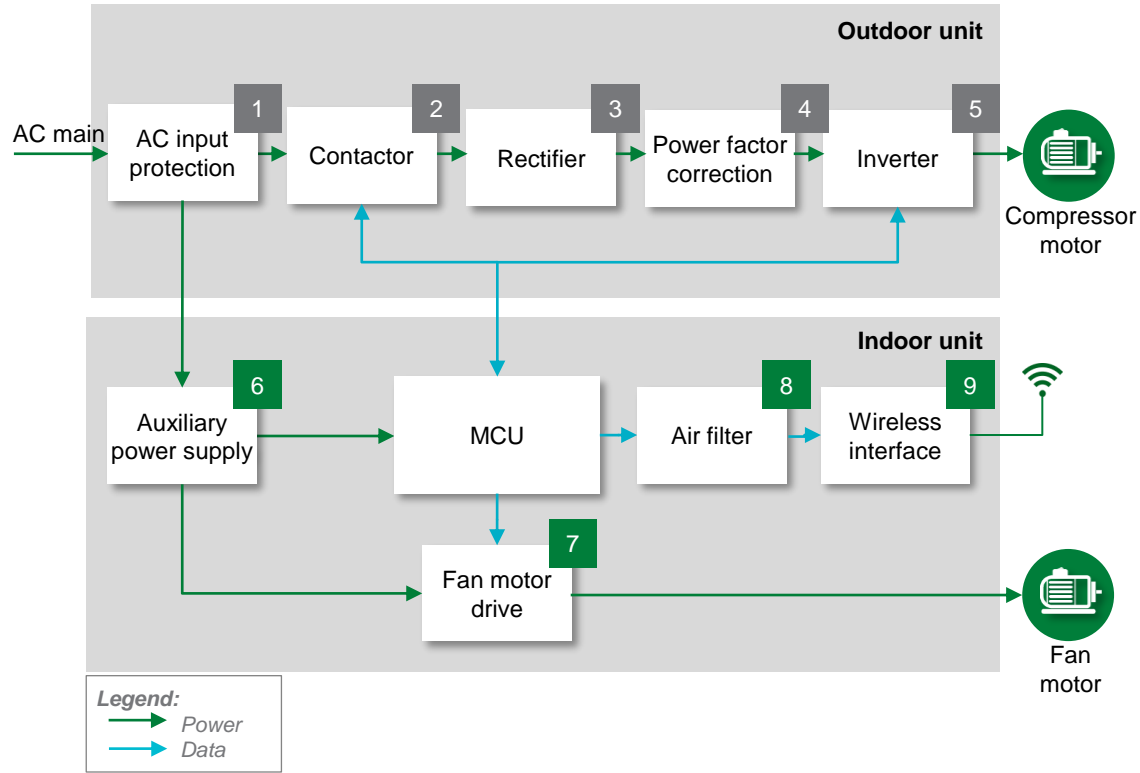 Outdoor unit
1
2
3
4
5
AC main
AC input
protection
Contactor
Rectifier
Power factor
correction
Inverter
Compressor
motor
Indoor unit
6
8
9
Auxiliary
power supply
MCU
Air filter
Wireless
interface
7
Fan motor
drive
Fan
motor
Legend:
Power
Data